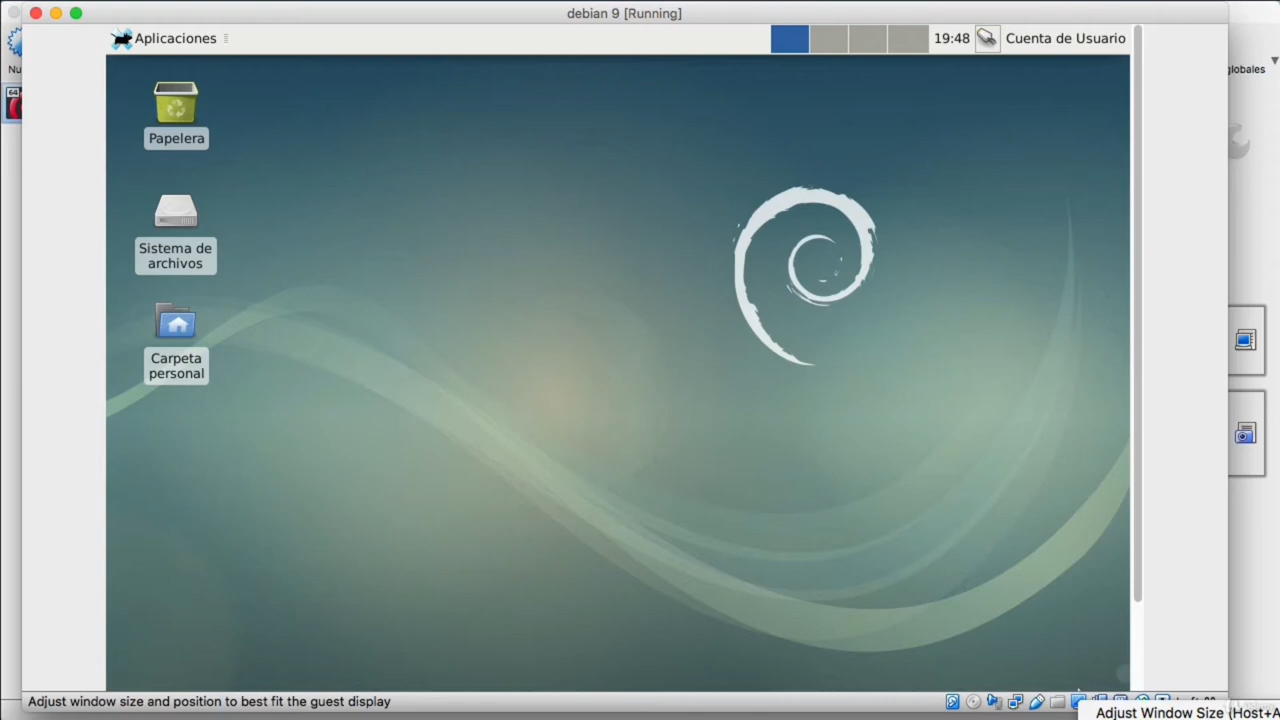 debian 9 [Running]
Aplicaciones
19:48
Cuenta de Usuario
Nu
globales
64
Papelera
Sistema de
archivos
Carpeta
personal
Adjust window size and position to best fit the guest display
Adjust Window Size (Host+A